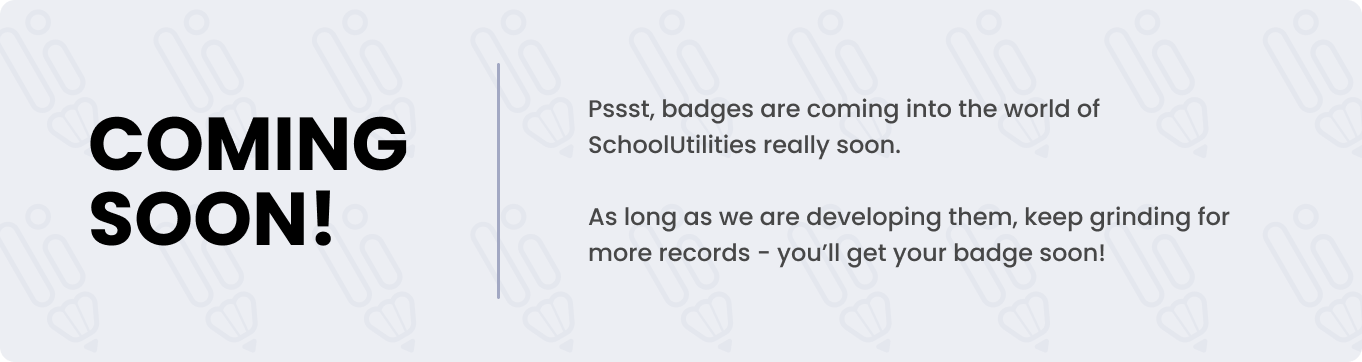 COMING
SOON!
Pssst, badges are coming into the world of
SchoolUtilities really soon.
As long as we are developing them, keep grinding for
more records - you’ll get your badge soon!